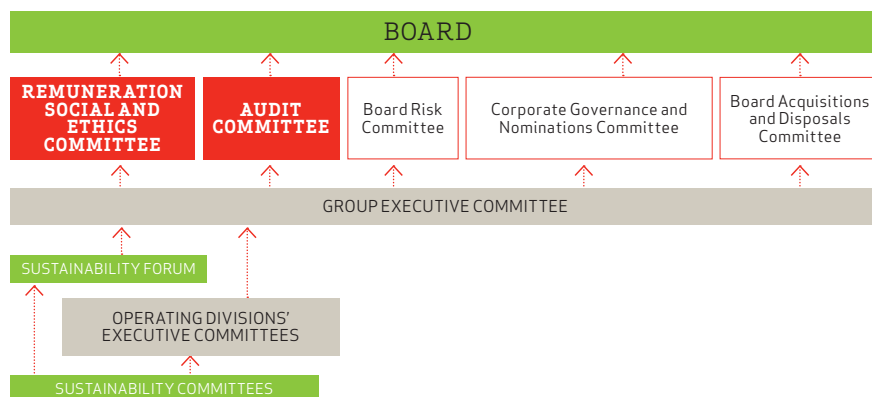 BOARD
REMUNERATION
SOCIAL AND
ETHICS
COMMITTEE
AUDIT
COMMITTEE
Board Risk
Committee
Corporate Governance and
Nominations Committee
Board Acquisitions
and Disposals
Committee
GROUP EXECUTIVE COMMITTEE
SUSTAINABILITY FORUM
OPERATING DIVISIONS’
EXECUTIVE COMMITTEES
SUSTAINABILITY COMMITTEES